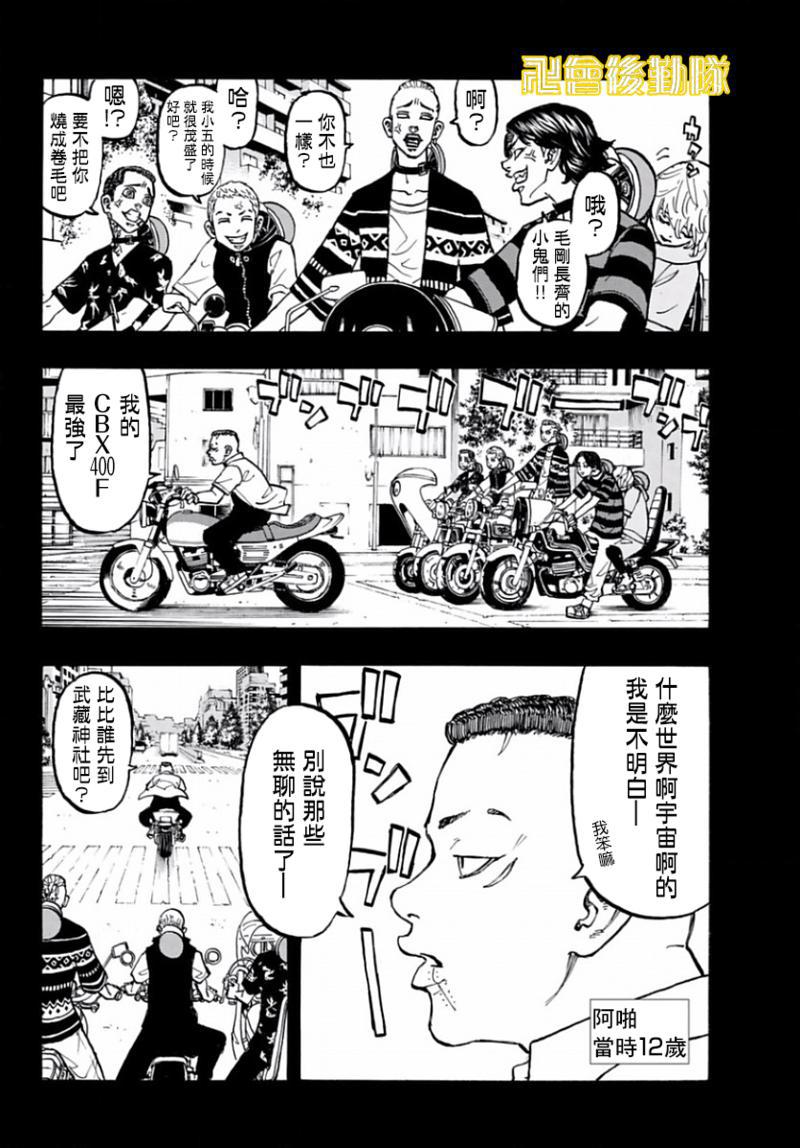 卍會後勤隊
啊?
哦?
毛剛長齊的
小鬼們!!
你不也
一樣?
哈?
我小五的時候
就很茂盛了
好吧?
嗯!?
要不把你
燒成卷毛吧
我的
CBX400F
最強了
什麼世界啊宇宙啊的
我是不明白ー
我笨嘛
別說那些
無聊的話了ー
阿啪
當時12歲
比比誰先到
武藏神社吧?